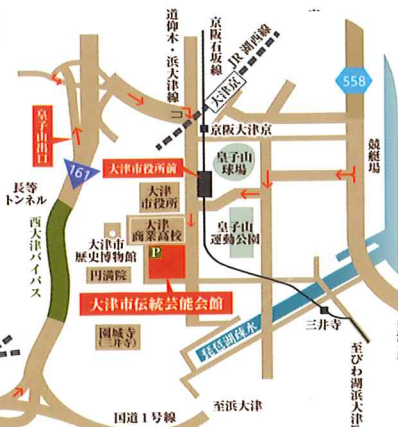 道仰木・浜大津線
京阪石坂線
JR湖西線
大津京
558
京阪大津京
皇子山出口
競艇場
161
大津市役所前
皇子山
球場
長等
トンネル
大津
市役所
西大津バイパス
大津
商業高校
皇子山
運動公園
大津市
歴史博物館
P
円満院
大津市伝統芸能会館
琵琶湖疎水
園城寺
(三井寺)
三井寺
至びわ湖浜大津
至浜大津
国道1号線